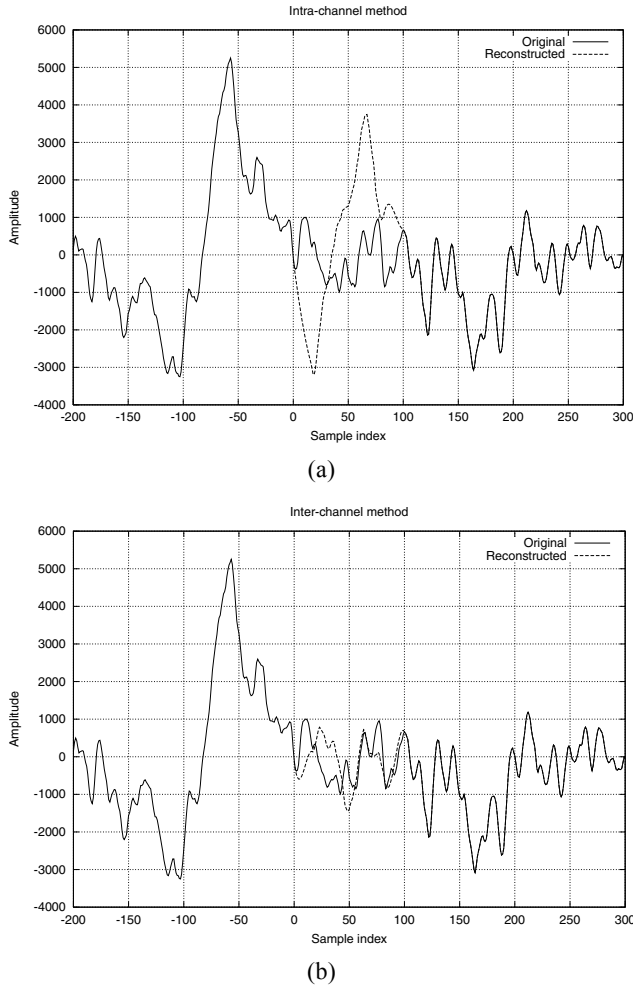 Intra-channel method
Original
Reconstructed
6000
5000
4000
3000
2000
1000
0
-1000
-2000
-3000
-4000
Amplitude
-200 -150 -100 -50 0 50 100 150 200 250 300
Sample index
(a)
Inter-channel method
Original
Reconstructed
6000
5000
4000
3000
2000
1000
0
-1000
-2000
-3000
-4000
Amplitude
-200 -150 -100 -50 0 50 100 150 200 250 300
Sample index
(b)